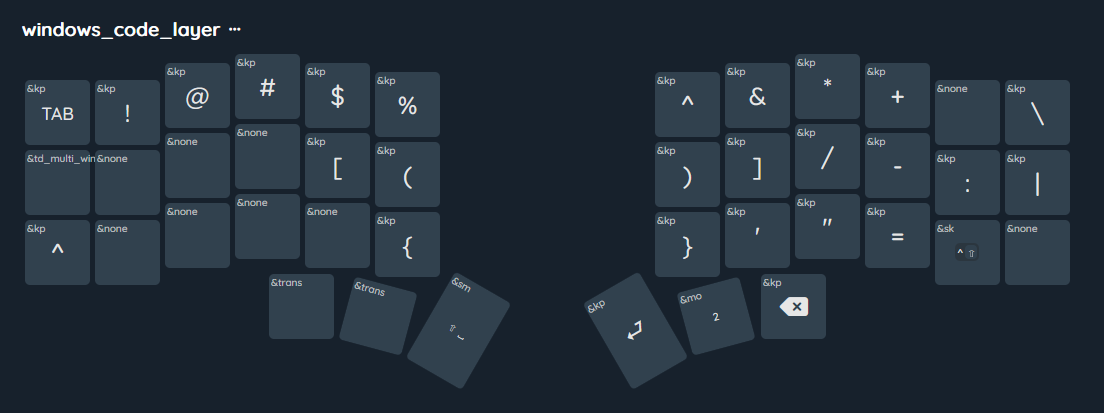 windows_code_layer ···
&kp &kp &kp &kp &kp &kp &kp &kp &kp &kp &none &kp
TAB ! @ # $ % ^ & * + \
&td_multi_win &none &none &none &kp &kp &kp &kp &kp &kp &kp &kp
[ ( ) ] / - : |
&kp &none &none &none &none &kp &kp &kp &kp &kp &sk &none
^ { } ' " = ^ ⇧
&trans &trans &sm &kp &mo &kp
⇧ ⎵ ⏎ 2 ⌫